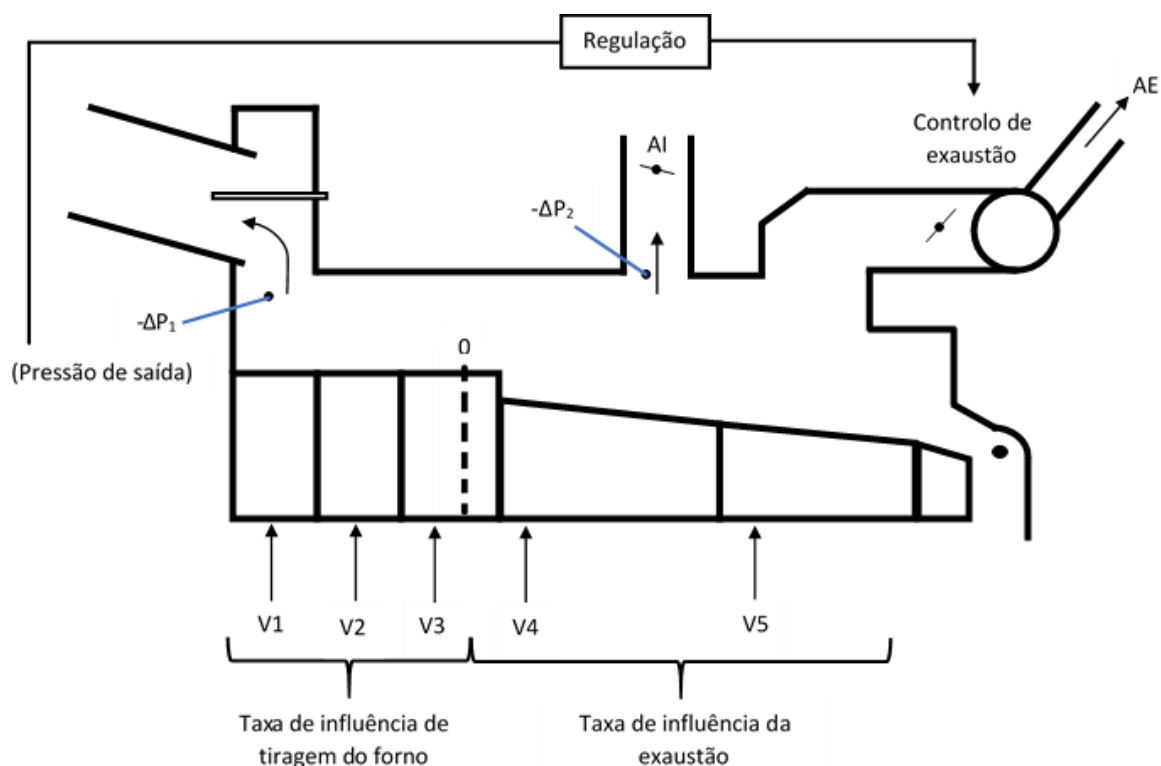 Regulação
AE
Controlo de
exaustão
AI
-ΔP₂
-ΔP₁
(Pressão de saída)
0
V1
V2
V3
V4
V5
Taxa de influência de
tiragem do forno
Taxa de influência da
exaustão